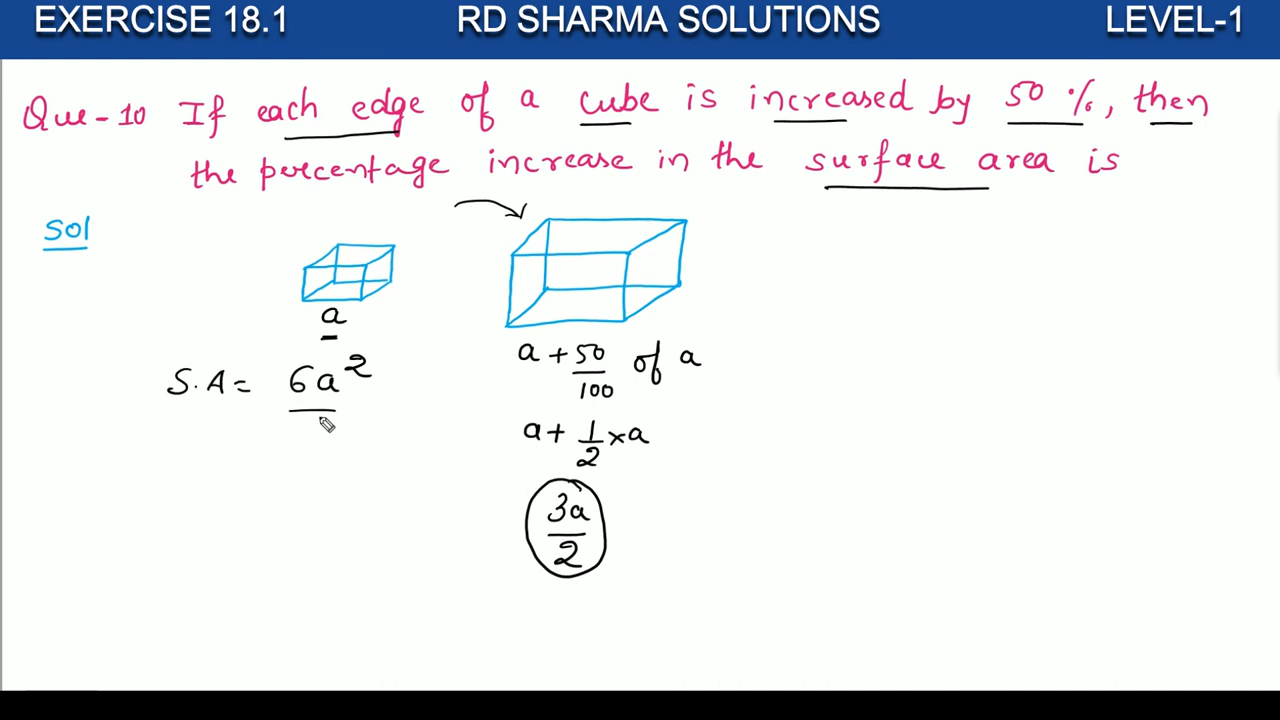 EXERCISE 18.1 RD SHARMA SOLUTIONS LEVEL-1
Que-10 If each edge of a cube is increased by 50 %, then
the percentage increase in the surface area is
Sol
a
S.A = 6a²
a + 50/100 of a
a + 1/2 × a
3a/2